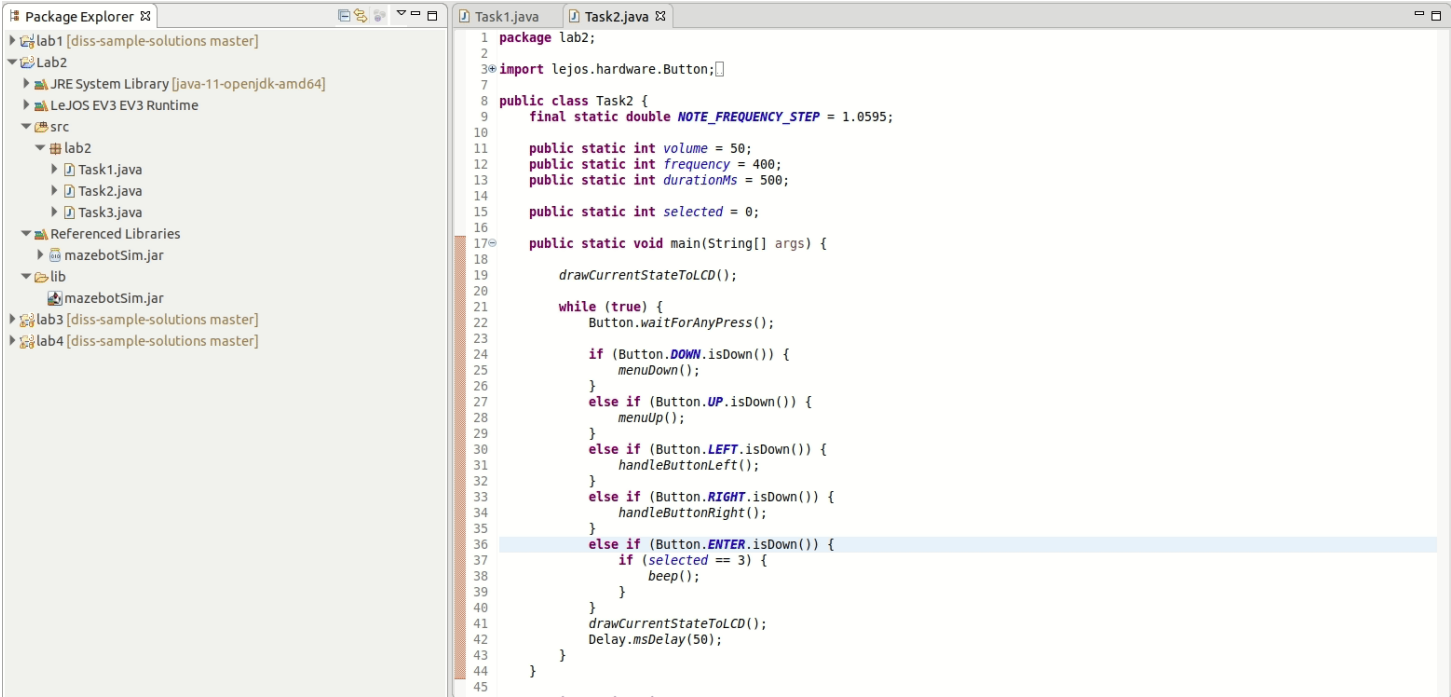 Package Explorer
lab1 [diss-sample-solutions master]
Lab2
JRE System Library [java-11-openjdk-amd64]
LeJOS EV3 EV3 Runtime
src
lab2
Task1.java
Task2.java
Task3.java
Referenced Libraries
mazebotSim.jar
lib
mazebotSim.jar
lab3 [diss-sample-solutions master]
lab4 [diss-sample-solutions master]
Task1.java Task2.java
1 package lab2;
2
3 import lejos.hardware.Button;
7
8 public class Task2 {
9 final static double NOTE_FREQUENCY_STEP = 1.0595;
10
11 public static int volume = 50;
12 public static int frequency = 400;
13 public static int durationMs = 500;
14
15 public static int selected = 0;
16
17 public static void main(String[] args) {
18
19 drawCurrentStateToLCD();
20
21 while (true) {
22 Button.waitForAnyPress();
23
24 if (Button.DOWN.isDown()) {
25 menuDown();
26 }
27 else if (Button.UP.isDown()) {
28 menuUp();
29 }
30 else if (Button.LEFT.isDown()) {
31 handleButtonLeft();
32 }
33 else if (Button.RIGHT.isDown()) {
34 handleButtonRight();
35 }
36 else if (Button.ENTER.isDown()) {
37 if (selected == 3) {
38 beep();
39 }
40 }
41 drawCurrentStateToLCD();
42 Delay.msDelay(50);
43 }
44 }
45